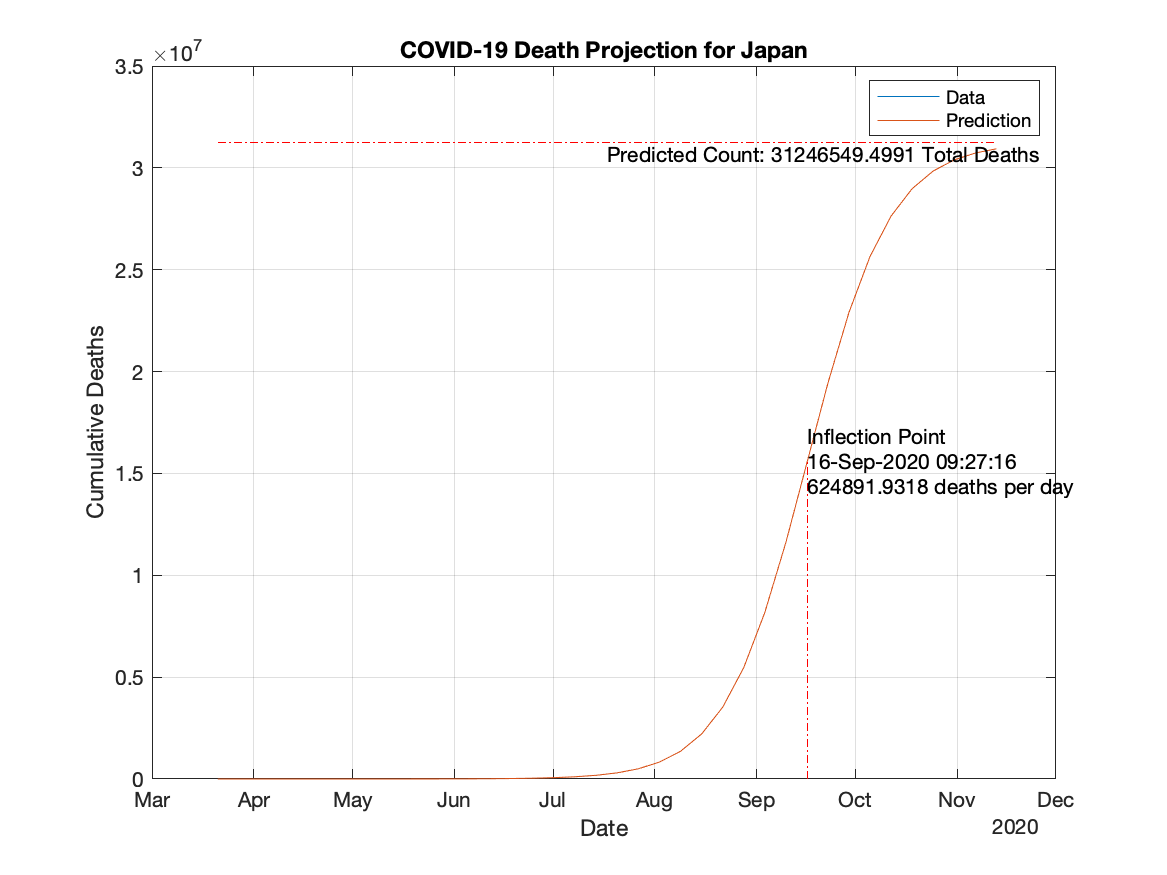 COVID-19 Death Projection for Japan
×10⁷
3.5
3
2.5
2
1.5
1
0.5
0
Cumulative Deaths
Data
Prediction
Predicted Count: 31246549.4991 Total Deaths
Inflection Point
16-Sep-2020 09:27:16
624891.9318 deaths per day
Mar Apr May Jun Jul Aug Sep Oct Nov Dec
Date
2020